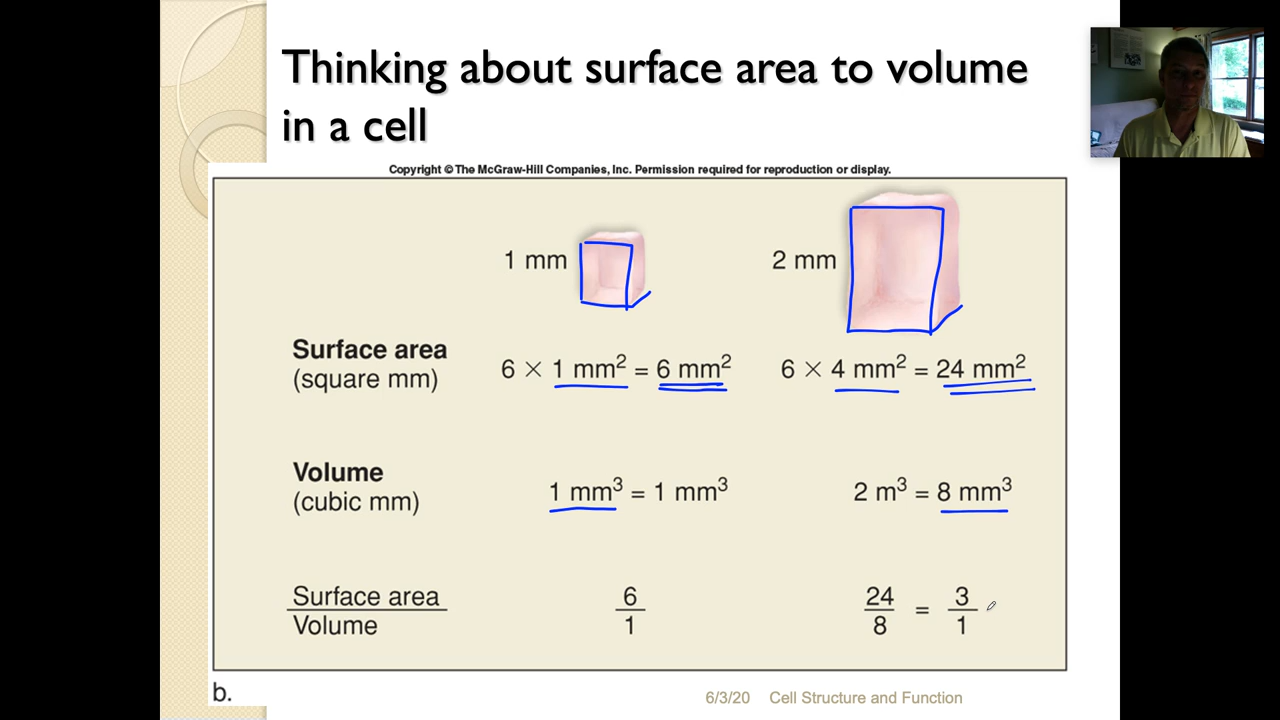 Thinking about surface area to volume
in a cell
Copyright © The McGraw-Hill Companies, Inc. Permission required for reproduction or display.
1 mm
2 mm
Surface area
(square mm)
6 × 1 mm² = 6 mm²
6 × 4 mm² = 24 mm²
Volume
(cubic mm)
1 mm³ = 1 mm³
2 m³ = 8 mm³
Surface area
Volume
6
1
24
8
=
3
1
b.
6/3/20 Cell Structure and Function